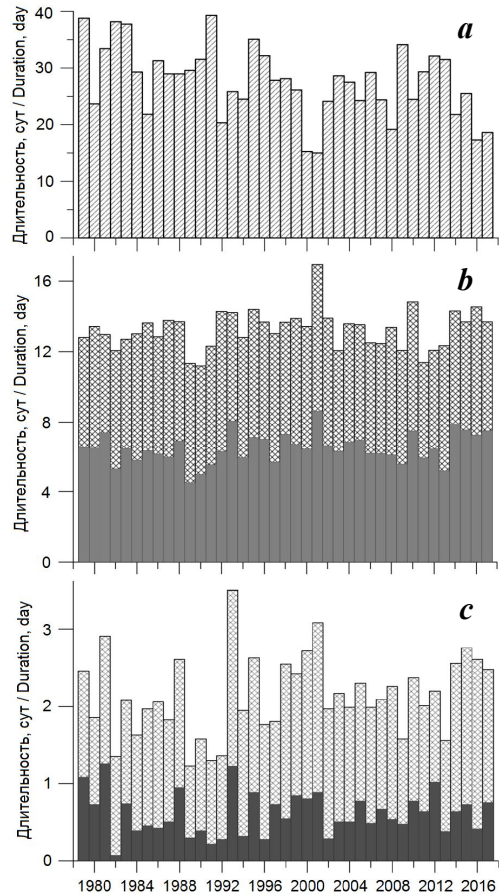 a
Длительность, сут / Duration, day
40
30
20
10
0
b
Длительность, сут / Duration, day
16
12
8
4
0
c
Длительность, сут / Duration, day
3
2
1
0
1980 1984 1988 1992 1996 2000 2004 2008 2012 2016